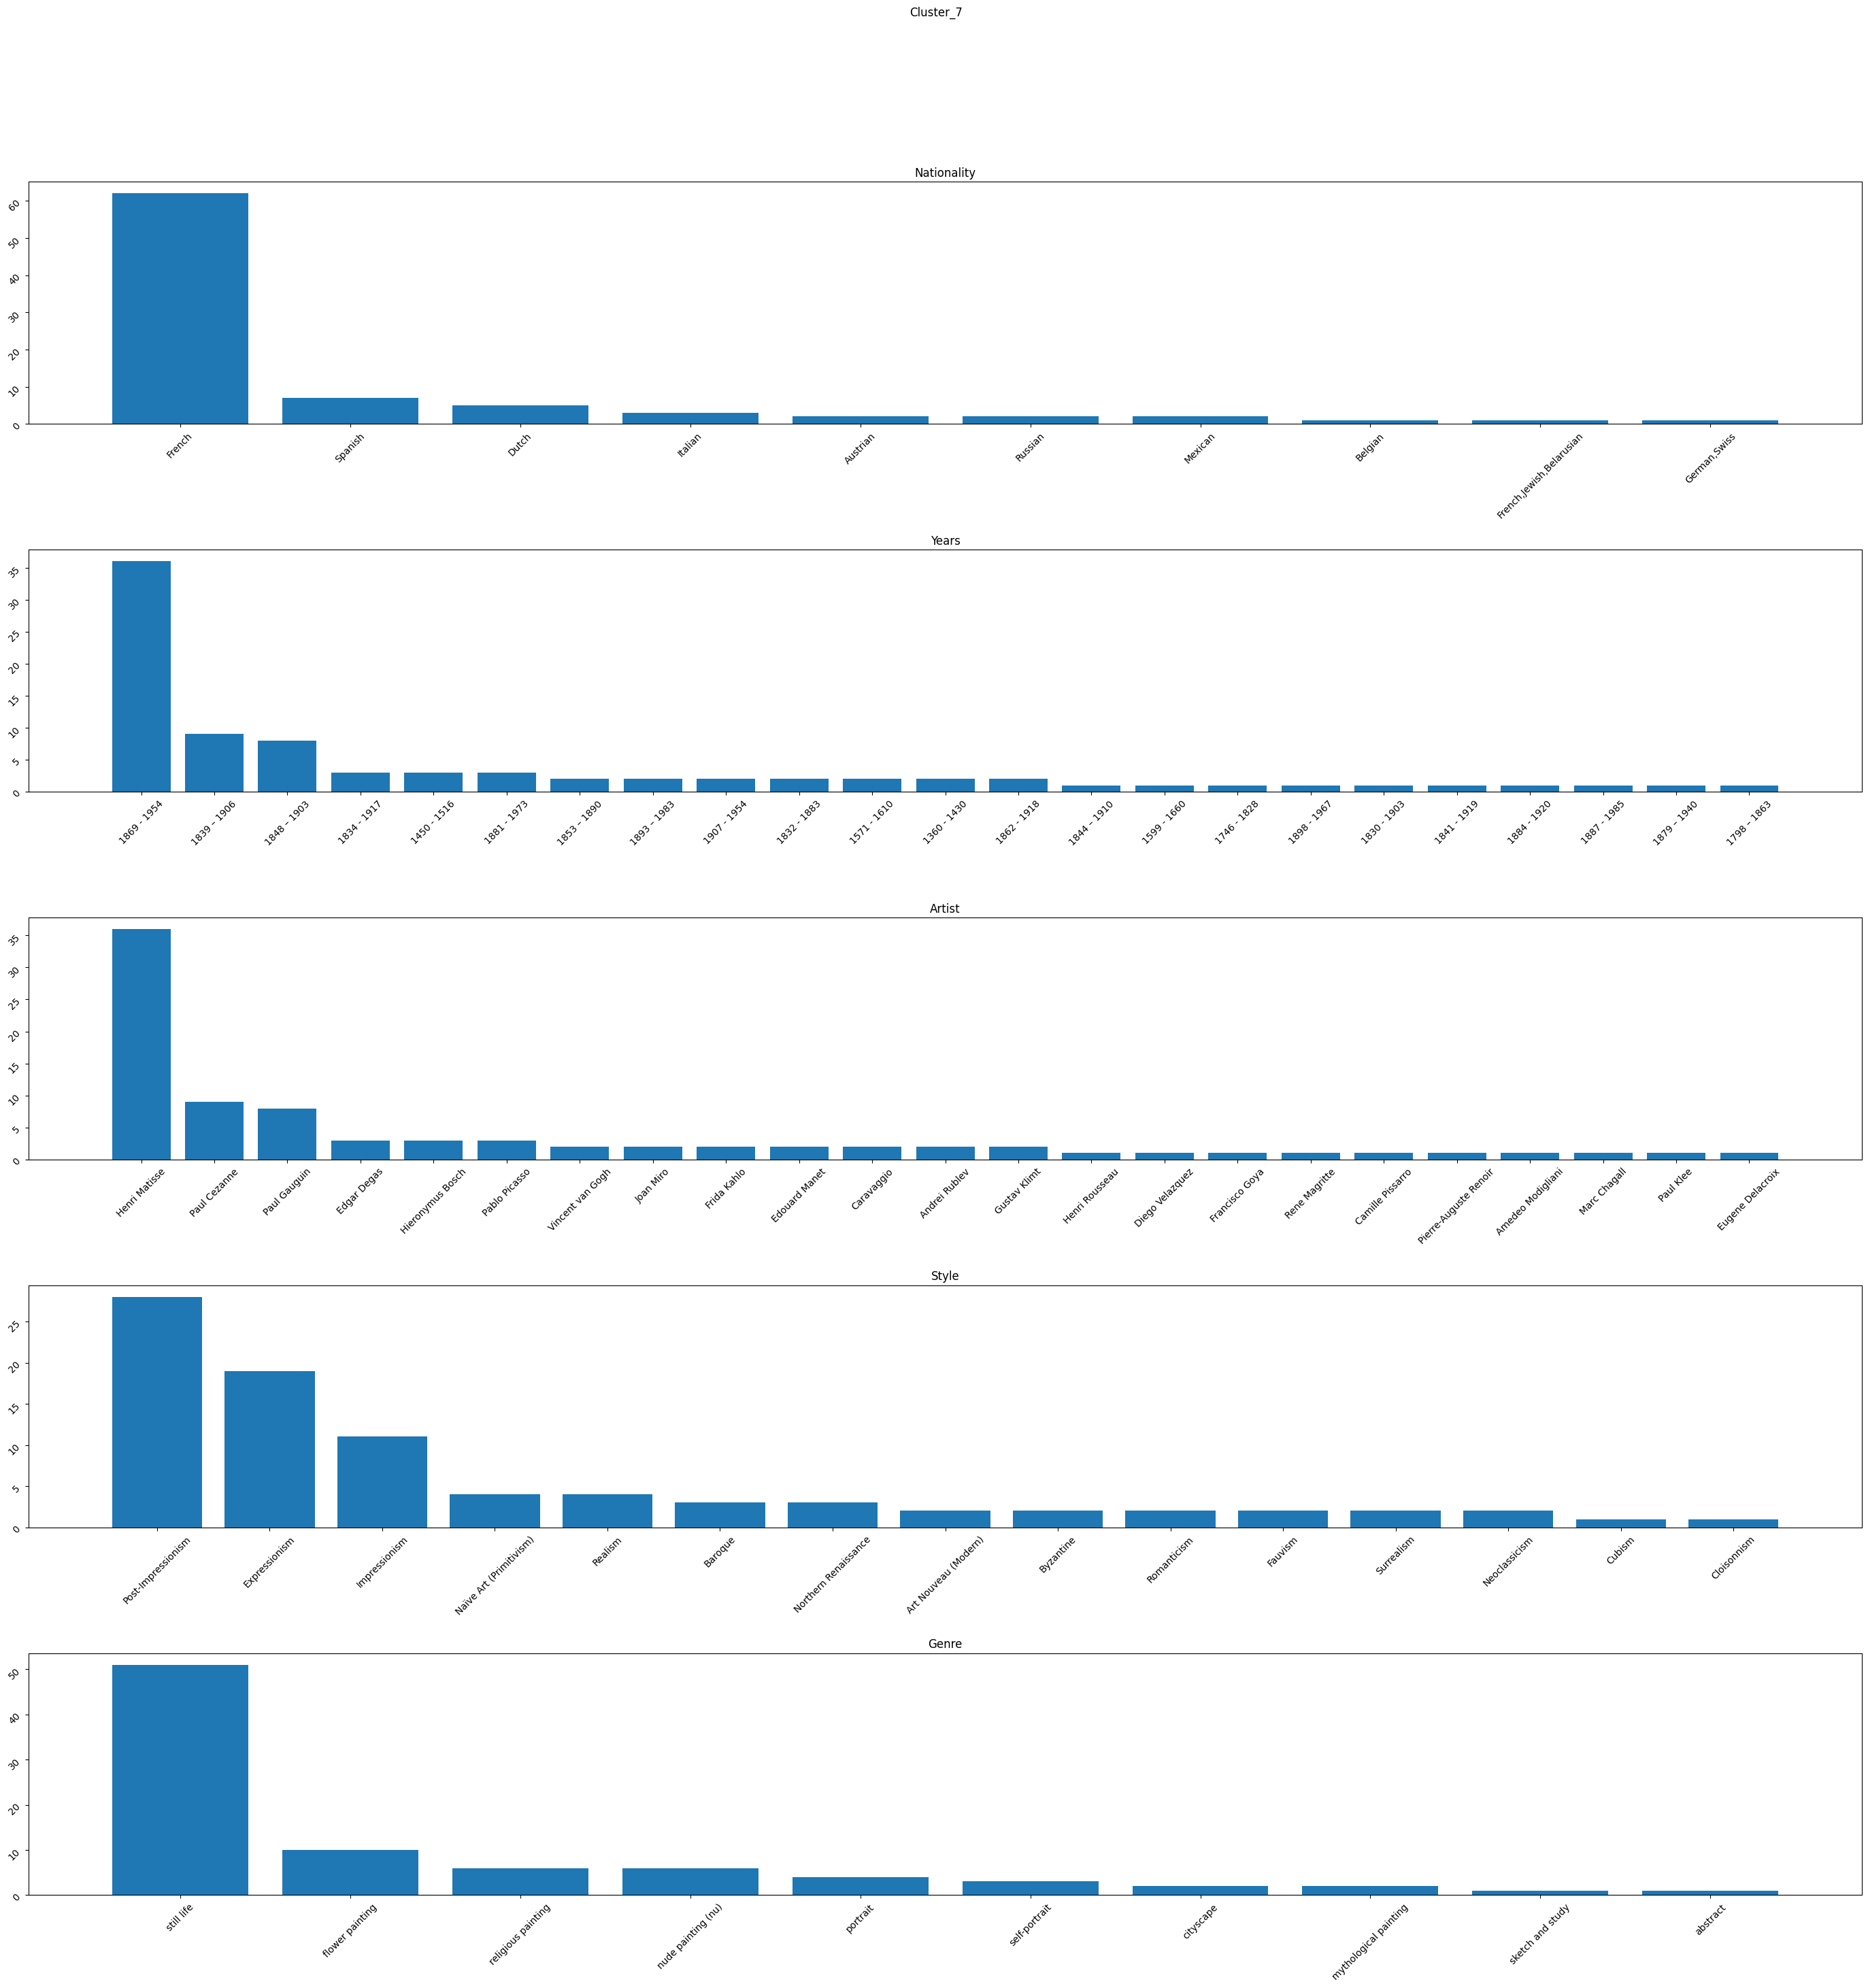 Cluster_7
Nationality
60
50
40
30
20
10
0
French
Spanish
Dutch
Italian
Austrian
Russian
Mexican
Belgian
French,Jewish,Belarusian
German,Swiss
Years
35
30
25
20
15
10
5
0
1869 - 1954
1839 - 1906
1848 – 1903
1834 - 1917
1450 - 1516
1881 - 1973
1853 – 1890
1893 – 1983
1907 - 1954
1832 - 1883
1571 - 1610
1360 - 1430
1862 - 1918
1844 – 1910
1599 - 1660
1746 - 1828
1898 - 1967
1830 - 1903
1841 - 1919
1884 - 1920
1887 - 1985
1879 - 1940
1798 – 1863
Artist
35
30
25
20
15
10
5
0
Henri Matisse
Paul Cezanne
Paul Gauguin
Edgar Degas
Hieronymus Bosch
Pablo Picasso
Vincent van Gogh
Joan Miro
Frida Kahlo
Edouard Manet
Caravaggio
Andrei Rublev
Gustav Klimt
Henri Rousseau
Diego Velazquez
Francisco Goya
Rene Magritte
Camille Pissarro
Pierre-Auguste Renoir
Amedeo Modigliani
Marc Chagall
Paul Klee
Eugene Delacroix
Style
25
20
15
10
5
0
Post-Impressionism
Expressionism
Impressionism
Naïve Art (Primitivism)
Realism
Baroque
Northern Renaissance
Art Nouveau (Modern)
Byzantine
Romanticism
Fauvism
Surrealism
Neoclassicism
Cubism
Cloisonnism
Genre
50
40
30
20
10
0
still life
flower painting
religious painting
nude painting (nu)
portrait
self-portrait
cityscape
mythological painting
sketch and study
abstract